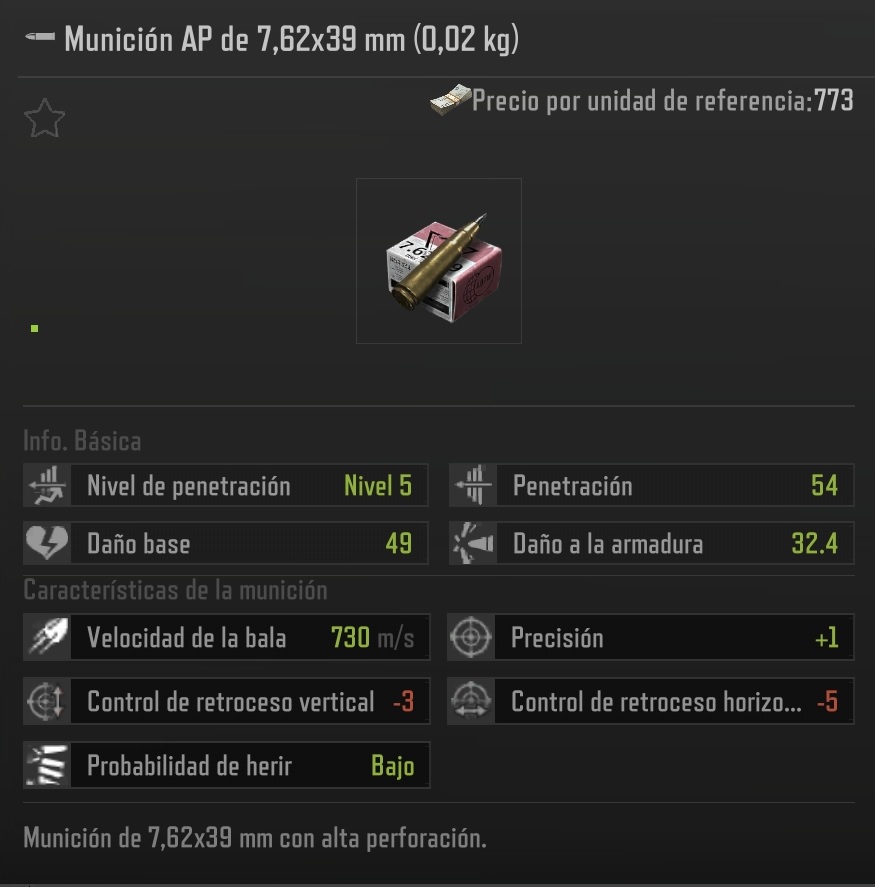 Munición AP de 7,62x39 mm (0,02 kg)
Precio por unidad de referencia:773
Info. Básica
Nivel de penetración Nivel 5
Penetración 54
Daño base 49
Daño a la armadura 32.4
Características de la munición
Velocidad de la bala 730 m/s
Precisión +1
Control de retroceso vertical -3
Control de retroceso horizo... -5
Probabilidad de herir Bajo
Munición de 7,62x39 mm con alta perforación.